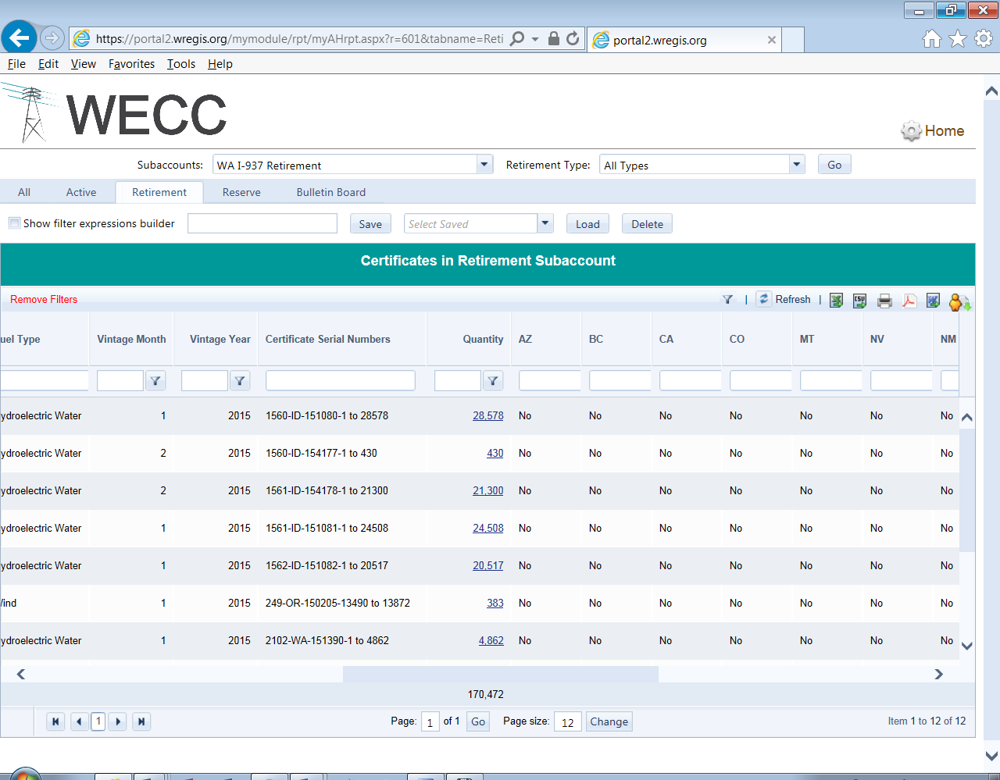 https://portal2.wregis.org/mymodule/rpt/myAHrpt.aspx?r=601&tabname=Reti
portal2.wregis.org
File Edit View Favorites Tools Help
WECC
Home
Subaccounts: WA I-937 Retirement Retirement Type: All Types Go
All Active Retirement Reserve Bulletin Board
Show filter expressions builder Save Select Saved Load Delete
Certificates in Retirement Subaccount
Remove Filters | Refresh |
uel Type Vintage Month Vintage Year Certificate Serial Numbers Quantity AZ BC CA CO MT NV NM
ydroelectric Water 1 2015 1560-ID-151080-1 to 28578 28,578 No No No No No No No
ydroelectric Water 2 2015 1560-ID-154177-1 to 430 430 No No No No No No No
ydroelectric Water 2 2015 1561-ID-154178-1 to 21300 21,300 No No No No No No No
ydroelectric Water 1 2015 1561-ID-151081-1 to 24508 24,508 No No No No No No No
ydroelectric Water 1 2015 1562-ID-151082-1 to 20517 20,517 No No No No No No No
ind 1 2015 249-OR-150205-13490 to 13872 383 No No No No No No No
ydroelectric Water 1 2015 2102-WA-151390-1 to 4862 4,862 No No No No No No No
170,472
1 Page: 1 of 1 Go Page size: 12 Change Item 1 to 12 of 12